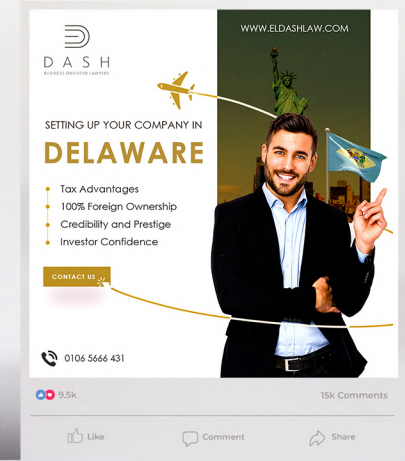 WWW.ELDASHLAW.COM
DASH
BUSINESS ORIENTED LAWYERS
SETTING UP YOUR COMPANY IN
DELAWARE
Tax Advantages
100% Foreign Ownership
Credibility and Prestige
Investor Confidence
CONTACT US
0106 5666 431
9.5k
15k Comments
Like
Comment
Share